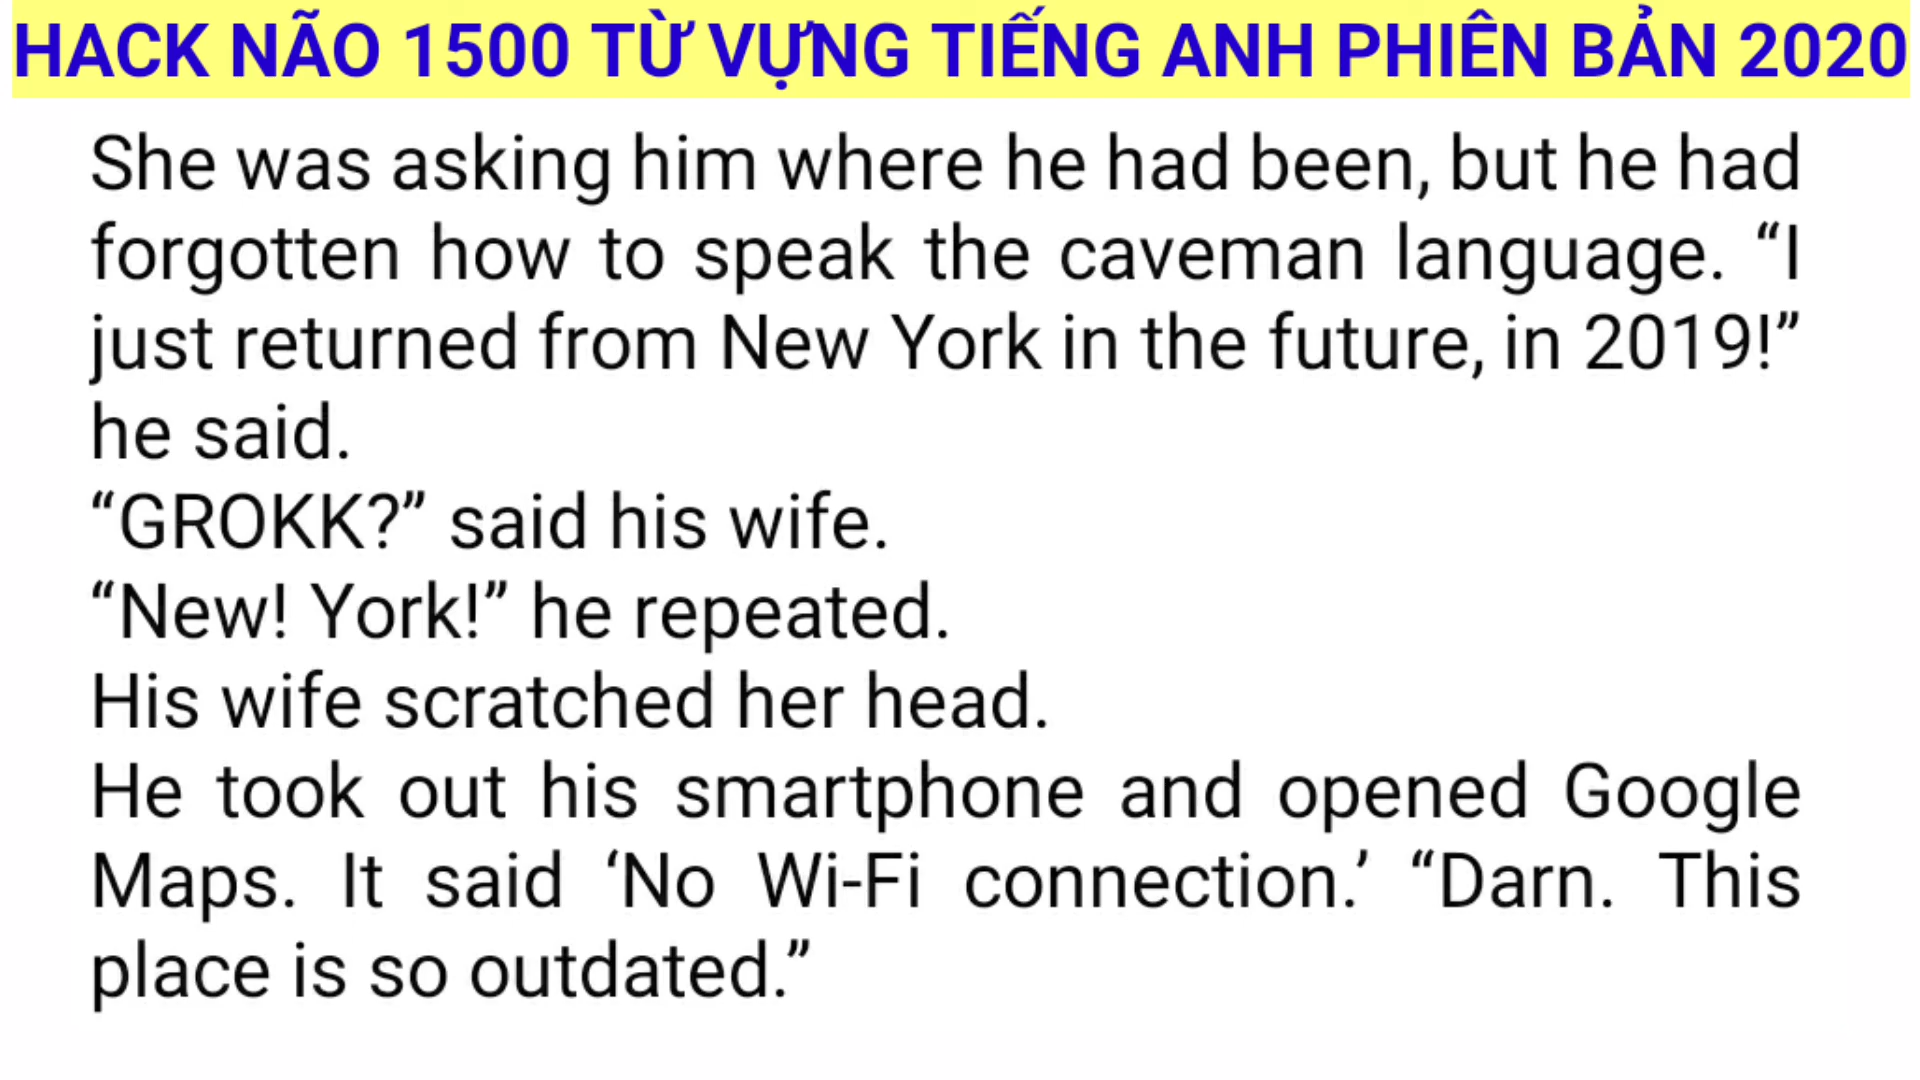 HACK NÃO 1500 TỪ VỰNG TIẾNG ANH PHIÊN BẢN 2020
She was asking him where he had been, but he had
forgotten how to speak the caveman language. “I
just returned from New York in the future, in 2019!”
he said.
“GROKK?” said his wife.
“New! York!” he repeated.
His wife scratched her head.
He took out his smartphone and opened Google
Maps. It said ‘No Wi-Fi connection.’ “Darn. This
place is so outdated.”